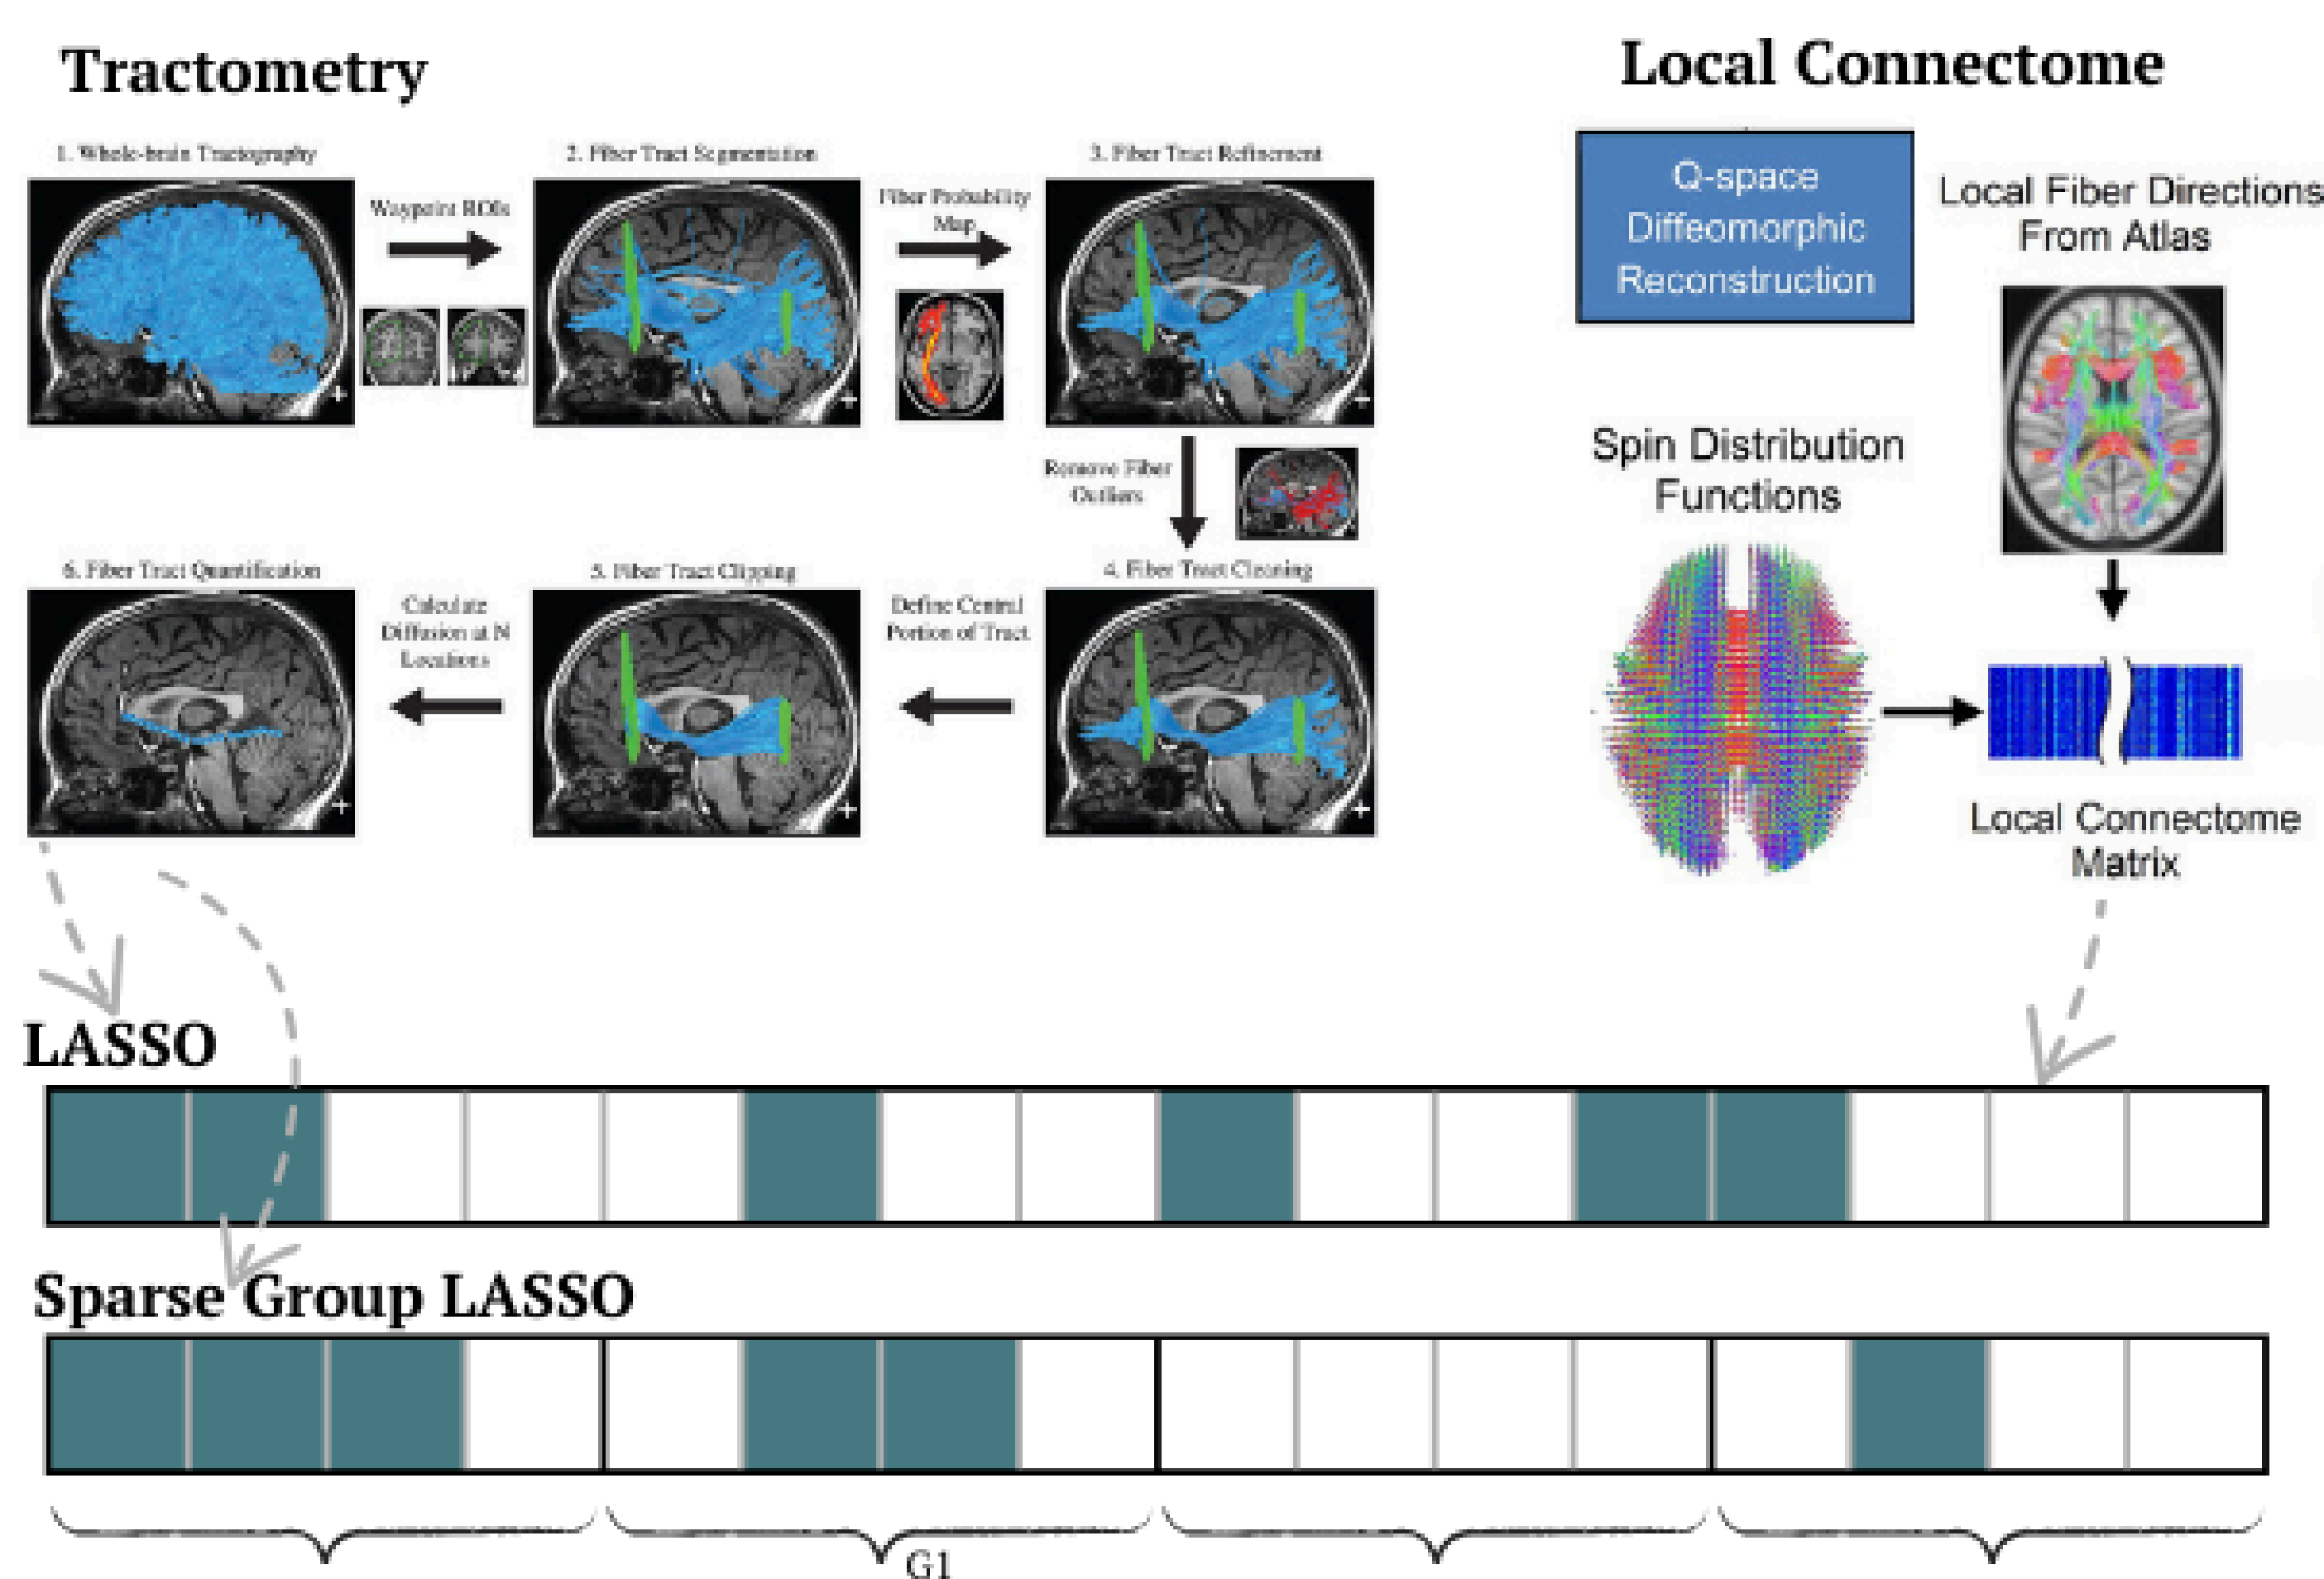 Tractometry
1. Whole-brain Tractography
Waypoint ROIs
2. Fiber Tract Segmentation
Fiber Probability
Map
3. Fiber Tract Refinement
Remove Fiber
Outliers
4. Fiber Tract Cleaning
Define Central
Portion of Tract
5. Fiber Tract Clipping
Calculate
Diffusion at N
Locations
6. Fiber Tract Quantification
Local Connectome
Q-space
Diffeomorphic
Reconstruction
Local Fiber Directions
From Atlas
Spin Distribution
Functions
Local Connectome
Matrix
LASSO
Sparse Group LASSO
G1